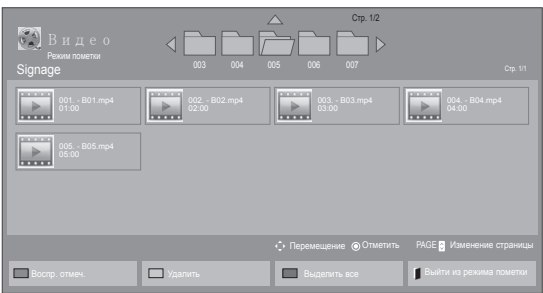 Стр. 1/2
Видео
Режим пометки
Signage
003 004 005 006 007
Стр. 1/1
001. - B01.mp4
01:00
002. - B02.mp4
02:00
003. - B03.mp4
03:00
004. - B04.mp4
04:00
005. - B05.mp4
05:00
Перемещение Отметить PAGE Изменение страницы
Воспр. отмеч.
Удалить
Выделить все
Выйти из режима пометки